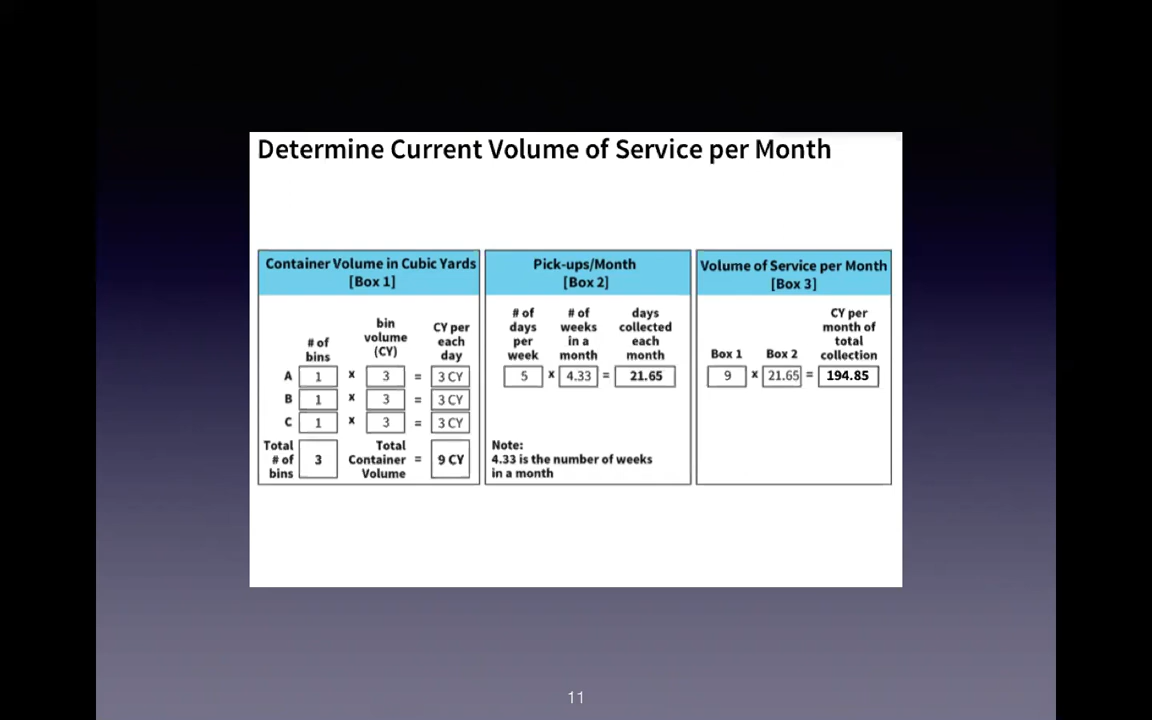 Determine Current Volume of Service per Month
Container Volume in Cubic Yards
[Box 1]
# of
bins
bin
volume
(CY)
CY per
each
day
A 1 x 3 = 3 CY
B 1 x 3 = 3 CY
C 1 x 3 = 3 CY
Total
# of
bins
3
Total
Container
Volume
= 9 CY
Pick-ups/Month
[Box 2]
# of
days
per
week
# of
weeks
in a
month
days
collected
each
month
5 x 4.33 = 21.65
Note:
4.33 is the number of weeks
in a month
Volume of Service per Month
[Box 3]
Box 1
Box 2
CY per
month of
total
collection
9 x 21.65 = 194.85
11